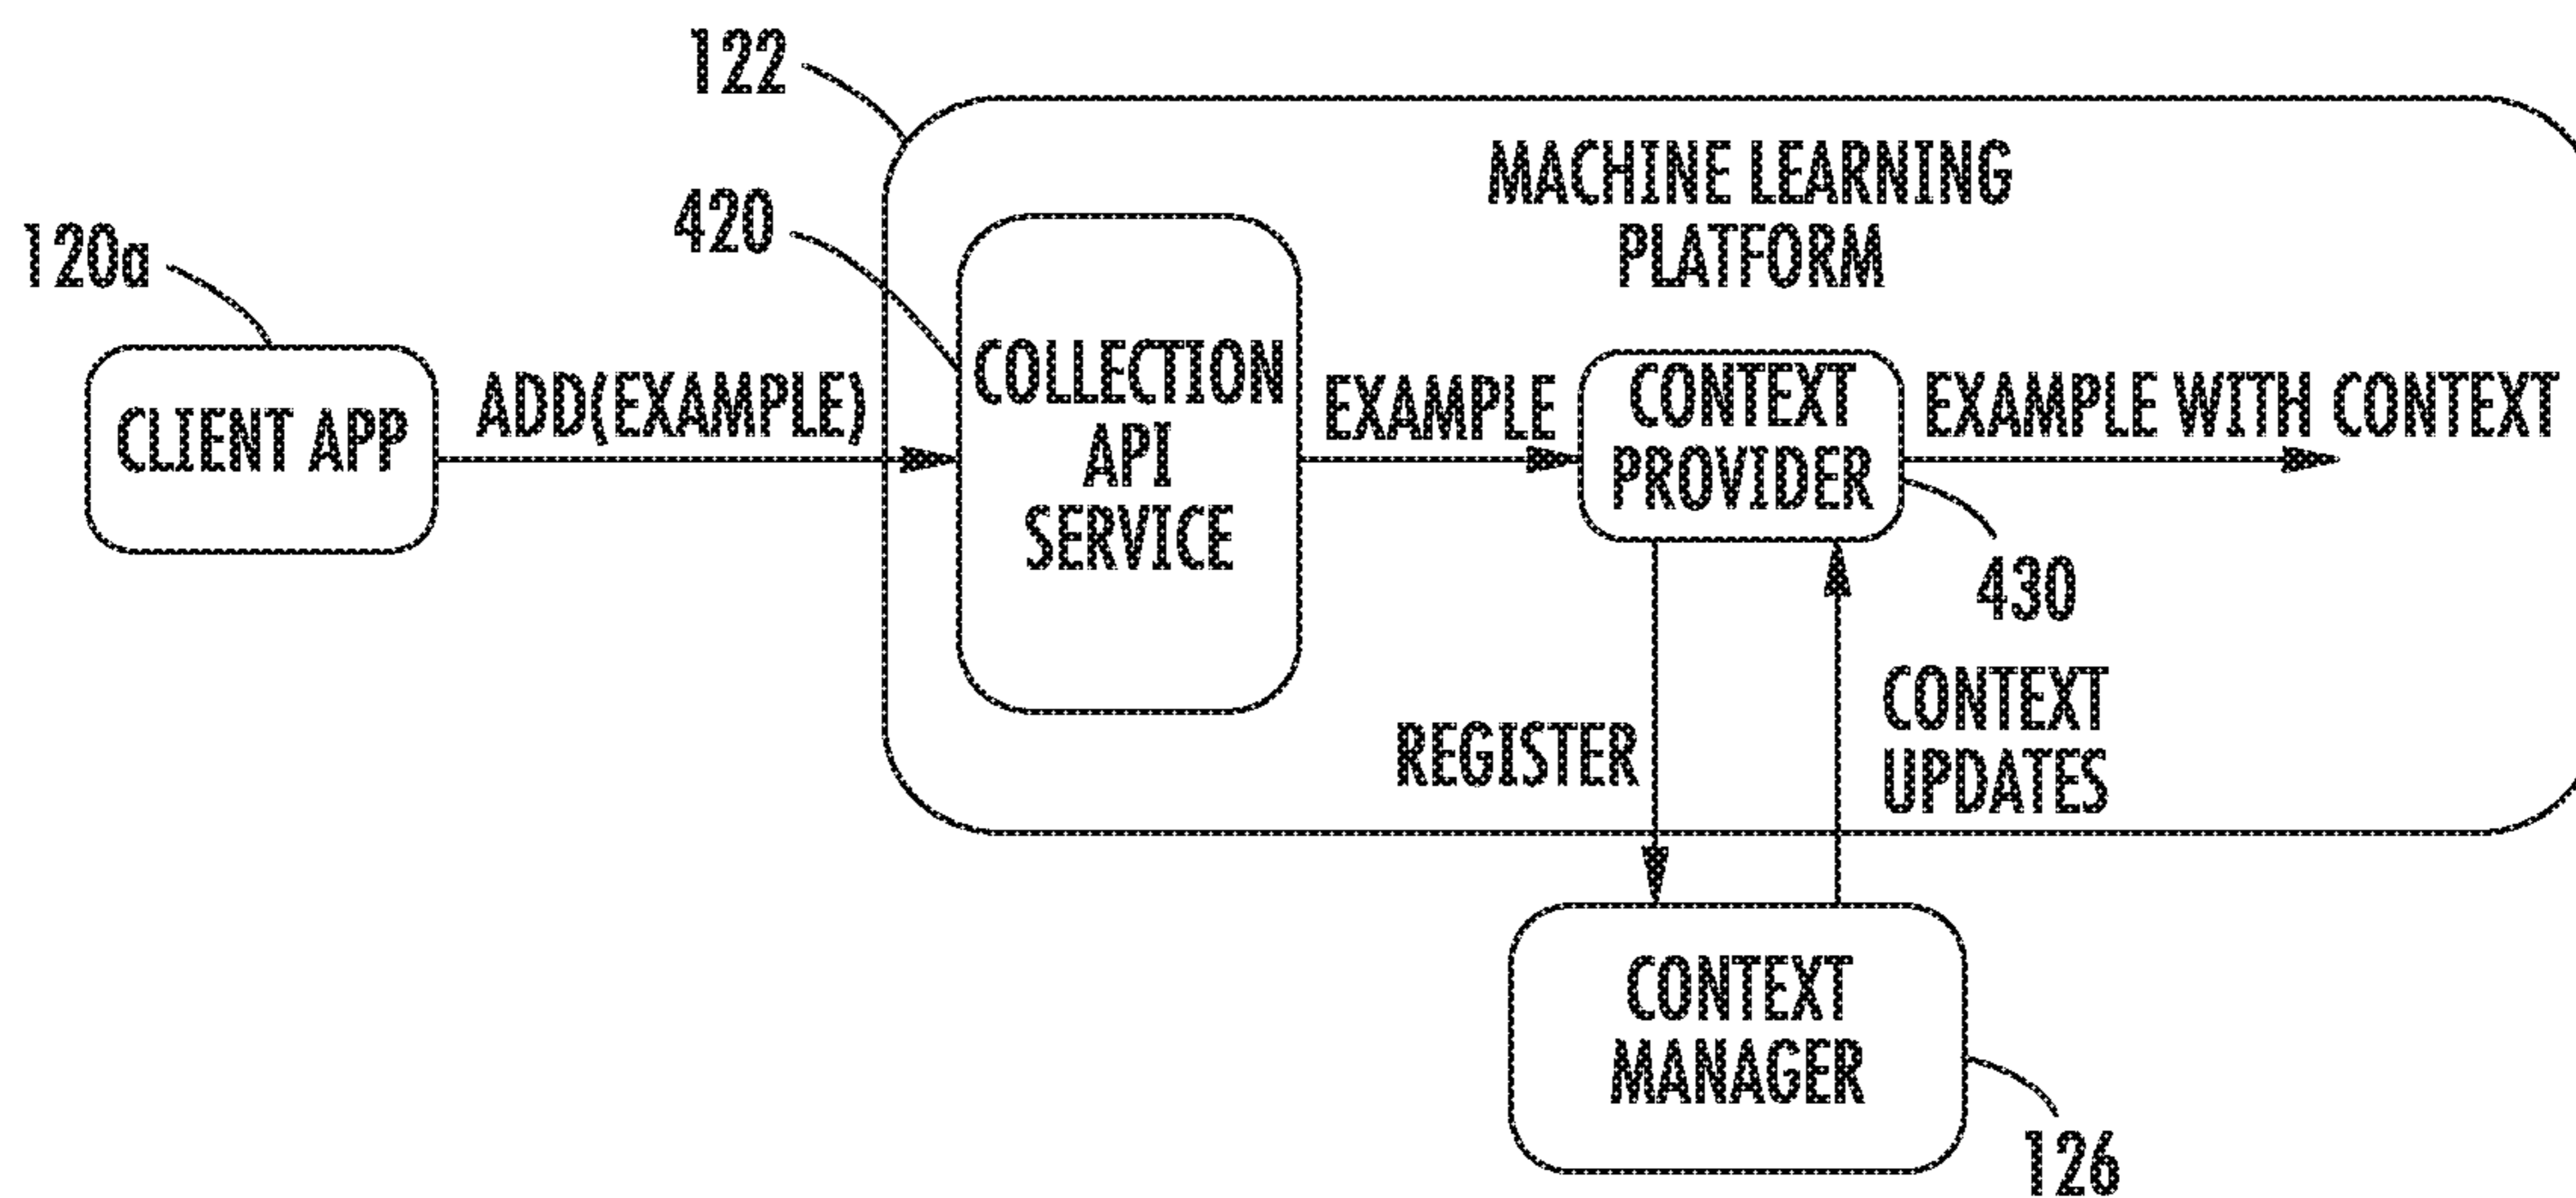 122
MACHINE LEARNING
PLATFORM
420
120a
CLIENT APP
ADD(EXAMPLE)
COLLECTION
API
SERVICE
EXAMPLE
CONTEXT
PROVIDER
EXAMPLE WITH CONTEXT
430
REGISTER
CONTEXT
UPDATES
CONTEXT
MANAGER
126